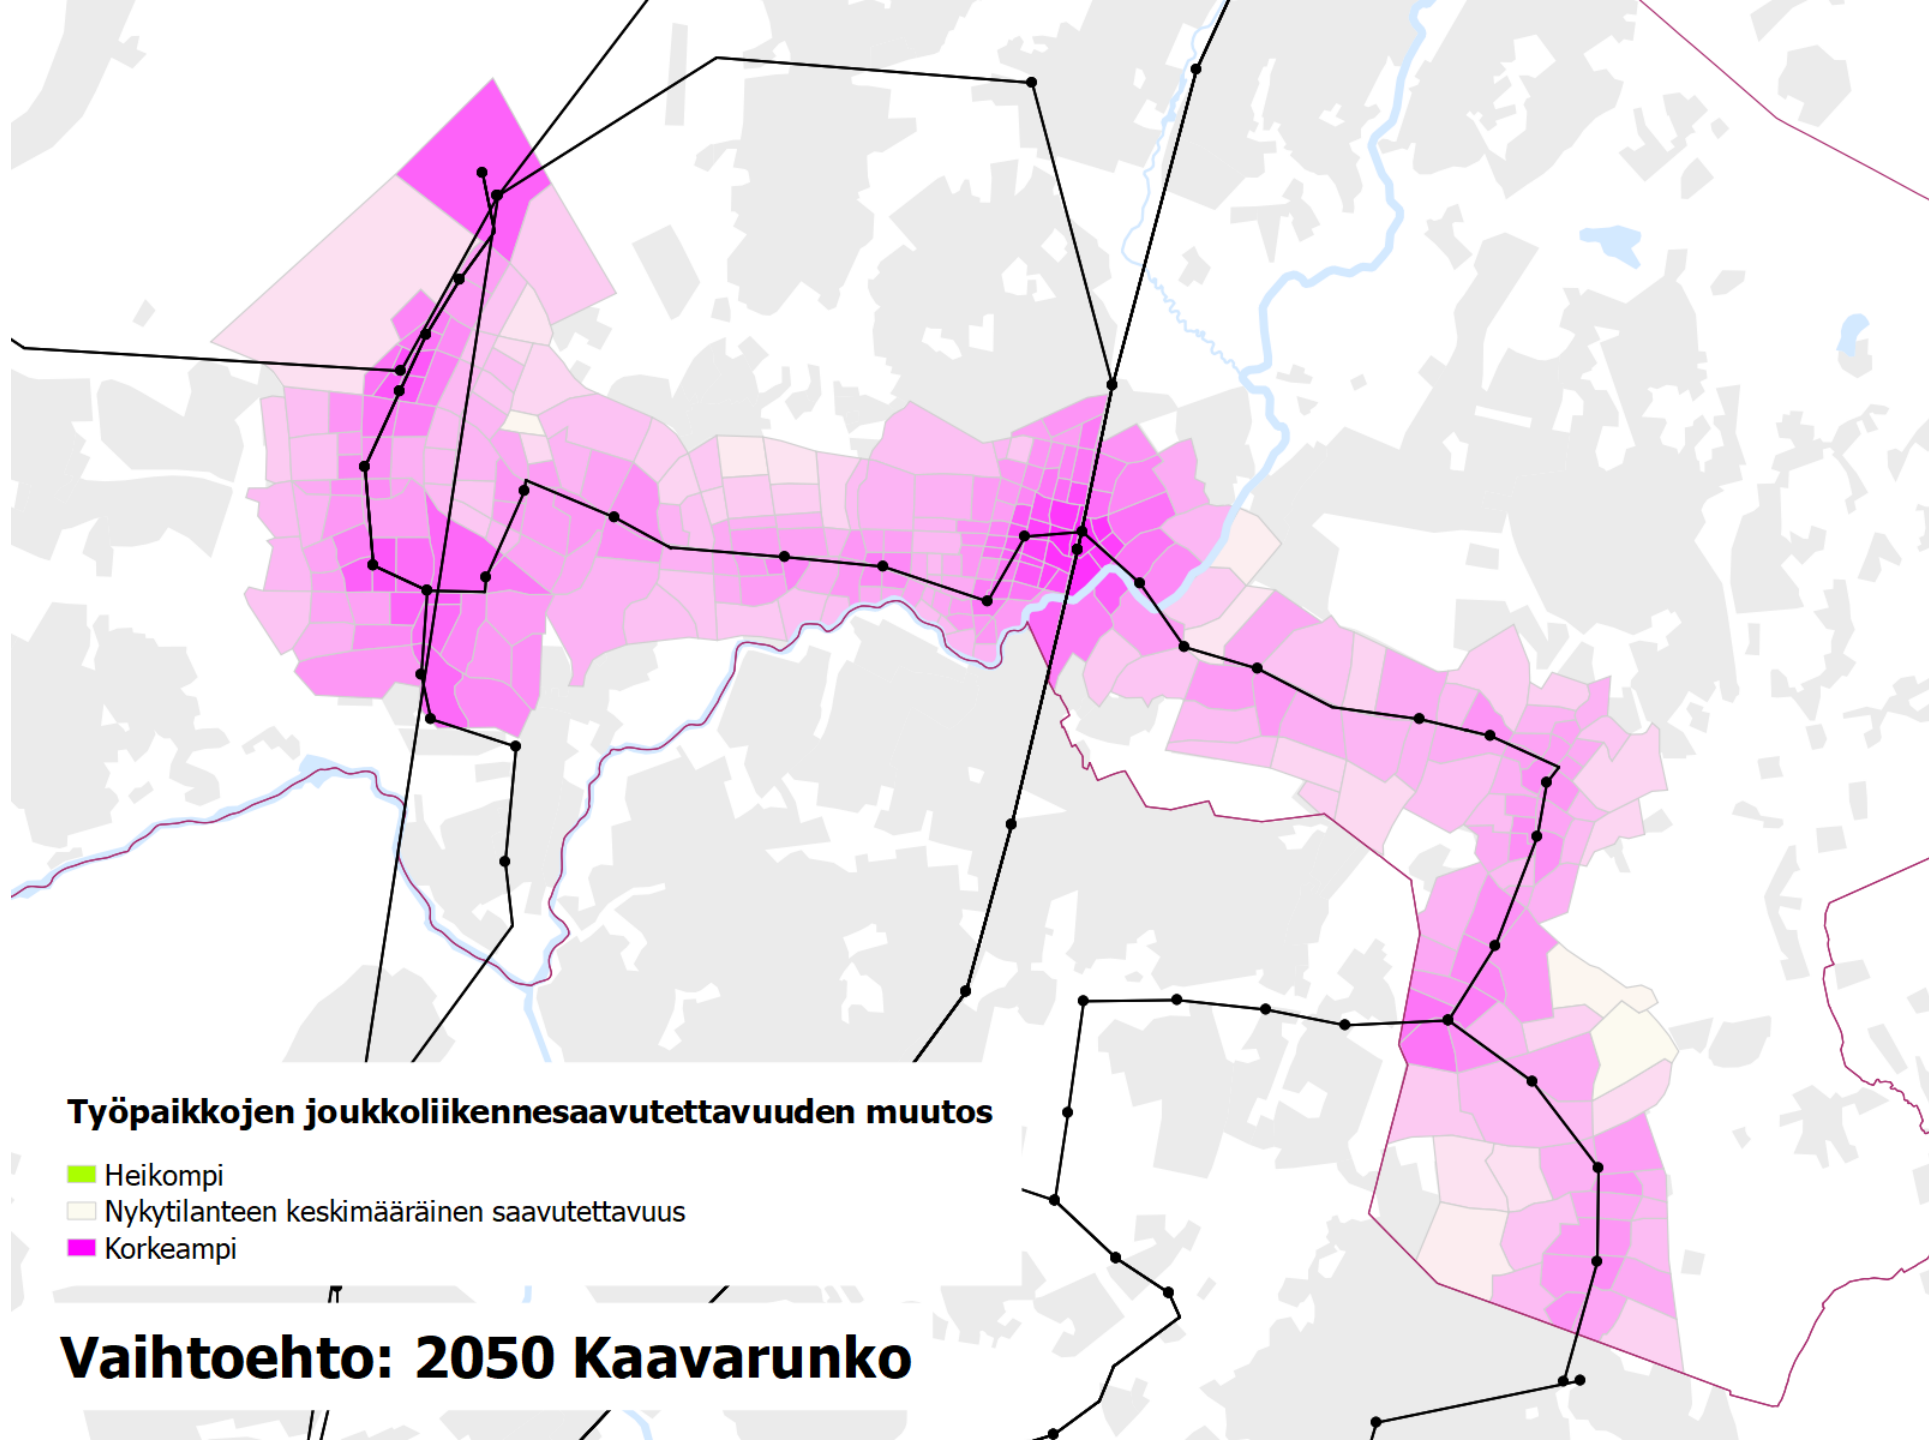 Työpaikkojen joukkoliikennesaavutettavuuden muutos
Heikompi
Nykytilanteen keskimääräinen saavutettavuus
Korkeampi
Vaihtoehto: 2050 Kaavarunko